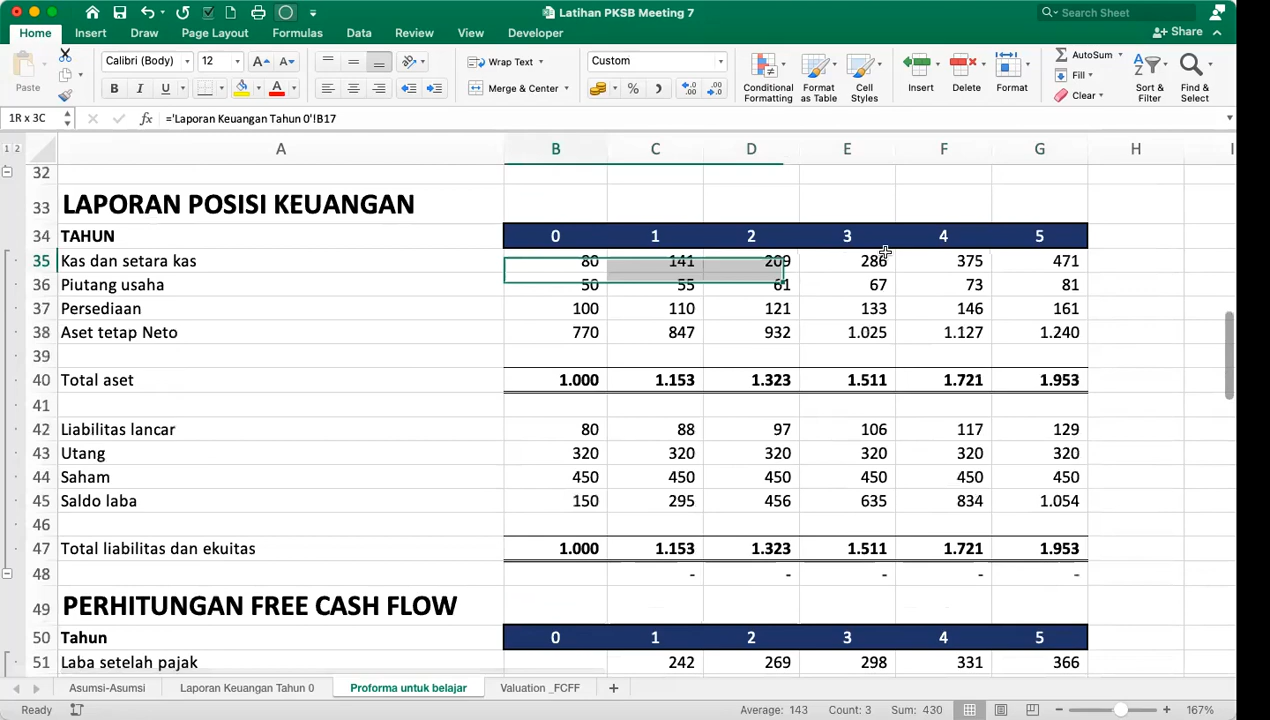 Latihan PKSB Meeting 7
Search Sheet
Home Insert Draw Page Layout Formulas Data Review View Developer
Share
Paste
Calibri (Body) 12
B I U
Wrap Text
Merge & Center
Custom
Conditional Formatting
Format as Table
Cell Styles
Insert
Delete
Format
AutoSum
Fill
Clear
Sort & Filter
Find & Select
1R x 3C fx ='Laporan Keuangan Tahun 0'!B17
1 2 A B C D E F G H I
32
33 LAPORAN POSISI KEUANGAN
34 TAHUN 0 1 2 3 4 5
35 Kas dan setara kas 80 141 209 286 375 471
36 Piutang usaha 50 55 61 67 73 81
37 Persediaan 100 110 121 133 146 161
38 Aset tetap Neto 770 847 932 1.025 1.127 1.240
39
40 Total aset 1.000 1.153 1.323 1.511 1.721 1.953
41
42 Liabilitas lancar 80 88 97 106 117 129
43 Utang 320 320 320 320 320 320
44 Saham 450 450 450 450 450 450
45 Saldo laba 150 295 456 635 834 1.054
46
47 Total liabilitas dan ekuitas 1.000 1.153 1.323 1.511 1.721 1.953
48 - - - - -
49 PERHITUNGAN FREE CASH FLOW
50 Tahun 0 1 2 3 4 5
51 Laba setelah pajak 242 269 298 331 366
Asumsi-Asumsi Laporan Keuangan Tahun 0 Proforma untuk belajar Valuation _FCFF +
Ready Average: 143 Count: 3 Sum: 430 167%